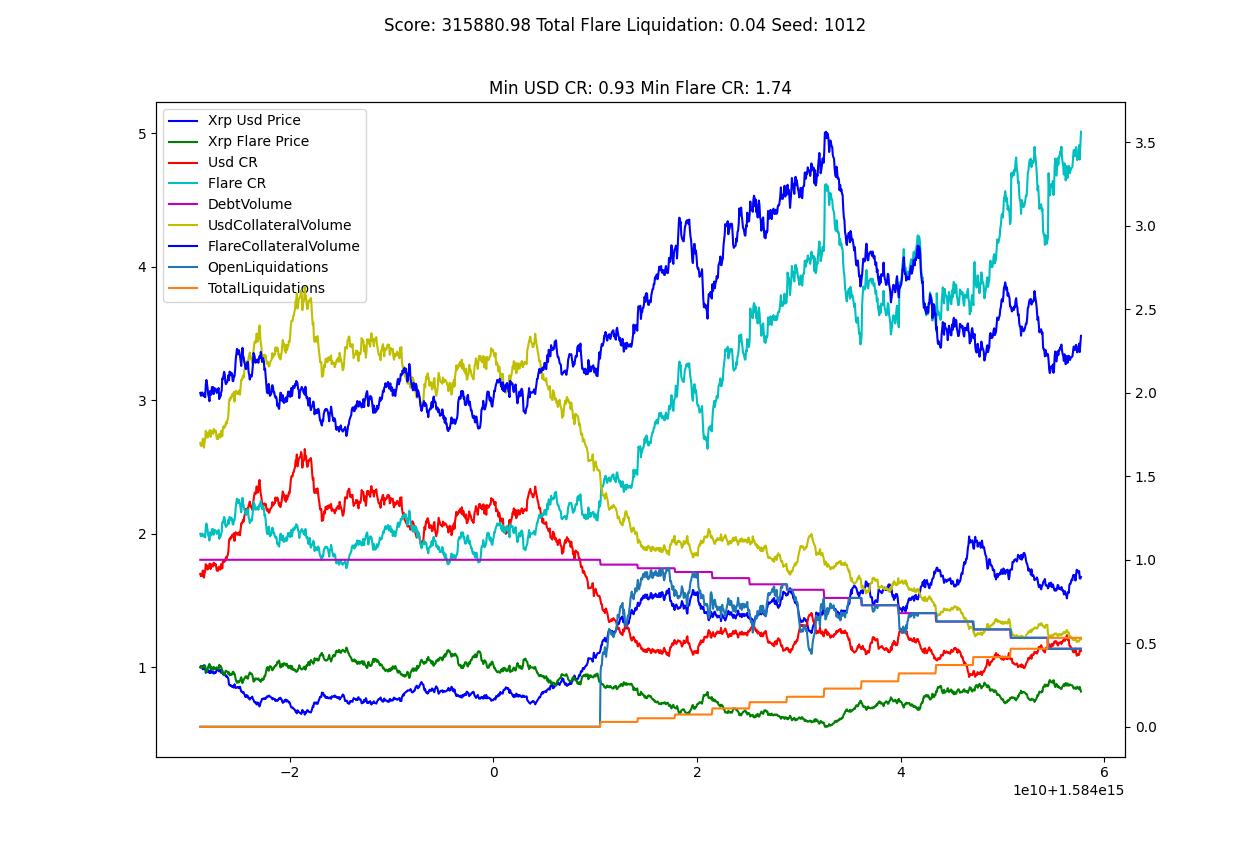 Score: 315880.98 Total Flare Liquidation: 0.04 Seed: 1012
Min USD CR: 0.93 Min Flare CR: 1.74
Xrp Usd Price
Xrp Flare Price
Usd CR
Flare CR
DebtVolume
UsdCollateralVolume
FlareCollateralVolume
OpenLiquidations
TotalLiquidations
5
4
3
2
1
3.5
3.0
2.5
2.0
1.5
1.0
0.5
0.0
−2 0 2 4 6
1e10+1.584e15